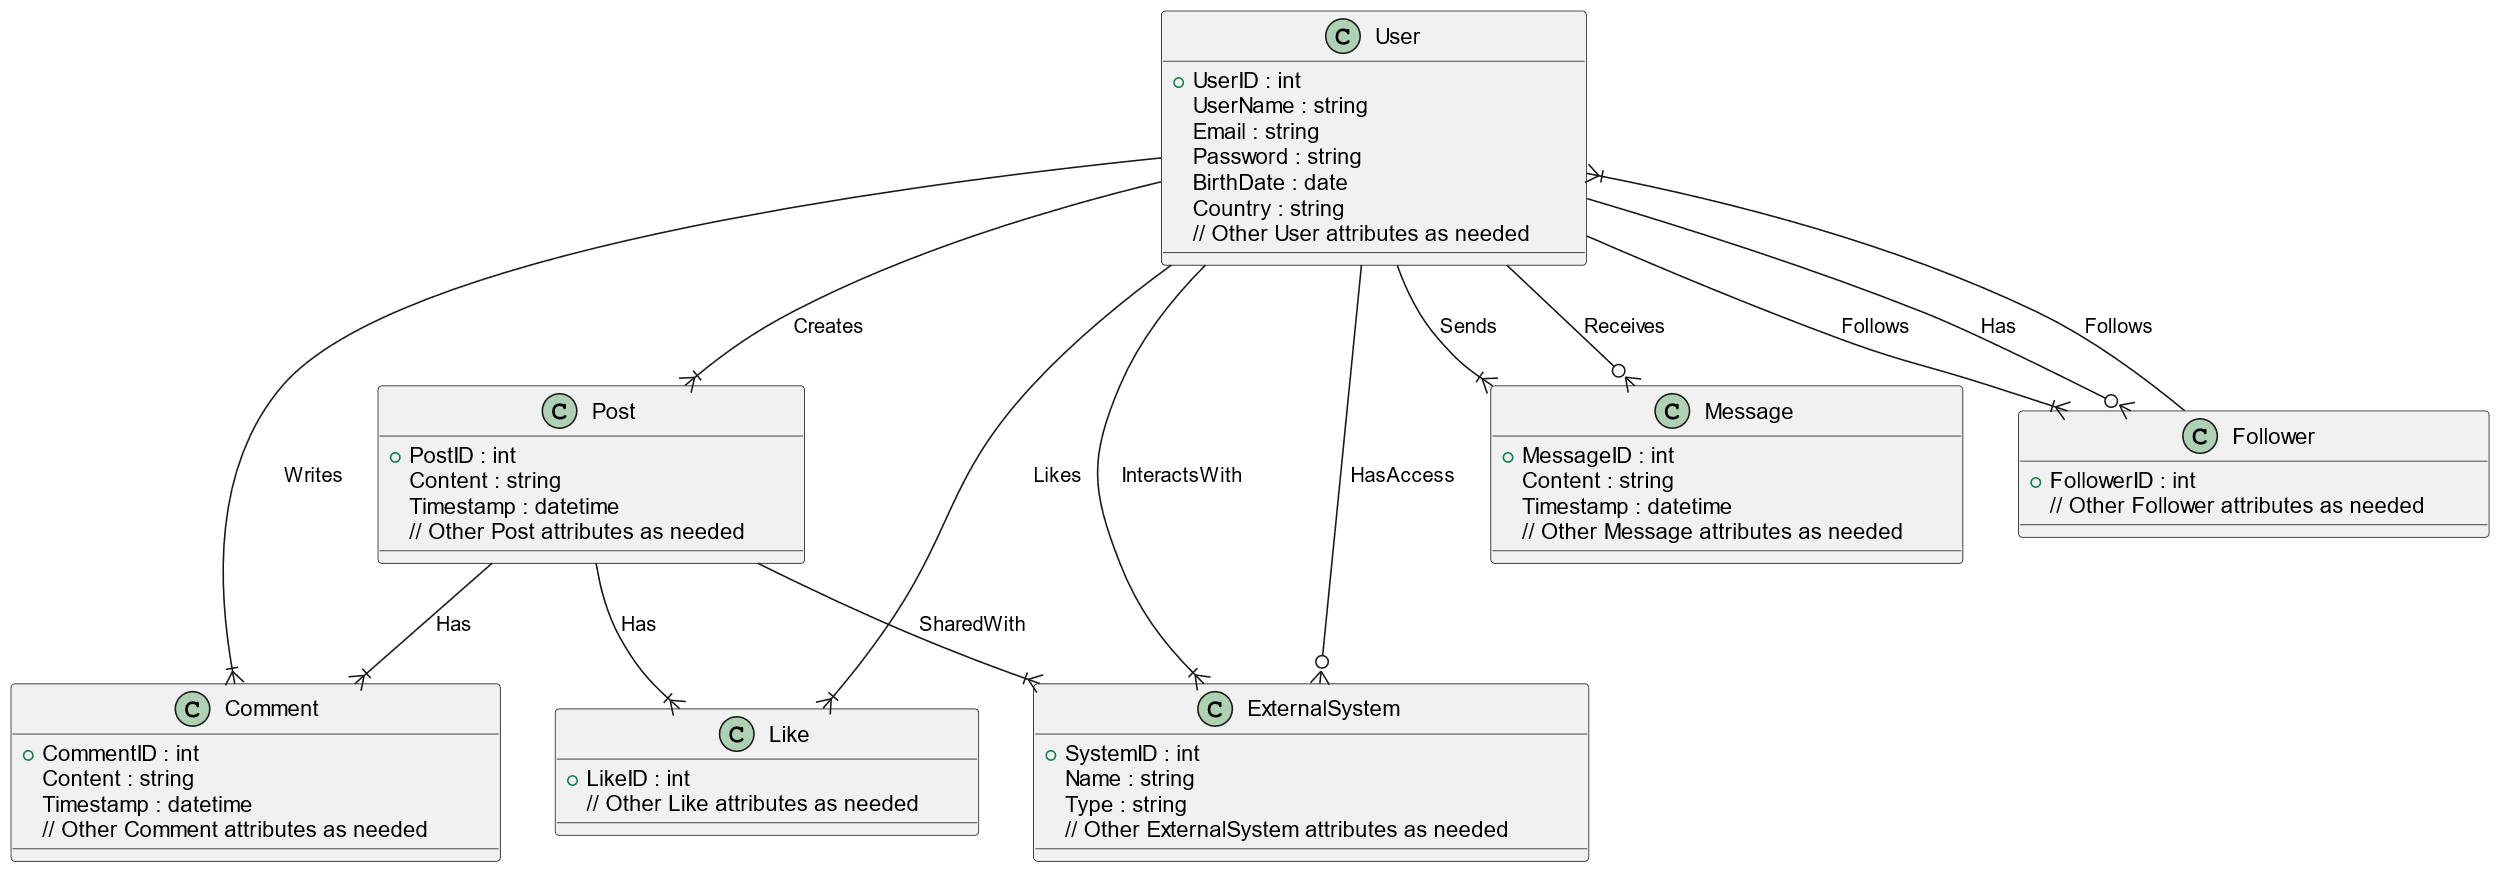 C User
UserID : int
UserName : string
Email : string
Password : string
BirthDate : date
Country : string
// Other User attributes as needed
Creates
Sends
Receives
Follows
Has
Follows
C Post
PostID : int
Content : string
Timestamp : datetime
// Other Post attributes as needed
C Message
MessageID : int
Content : string
Timestamp : datetime
// Other Message attributes as needed
C Follower
FollowerID : int
// Other Follower attributes as needed
Writes
Likes
InteractsWith
HasAccess
Has
Has
SharedWith
C Comment
CommentID : int
Content : string
Timestamp : datetime
// Other Comment attributes as needed
C Like
LikeID : int
// Other Like attributes as needed
C ExternalSystem
SystemID : int
Name : string
Type : string
// Other ExternalSystem attributes as needed